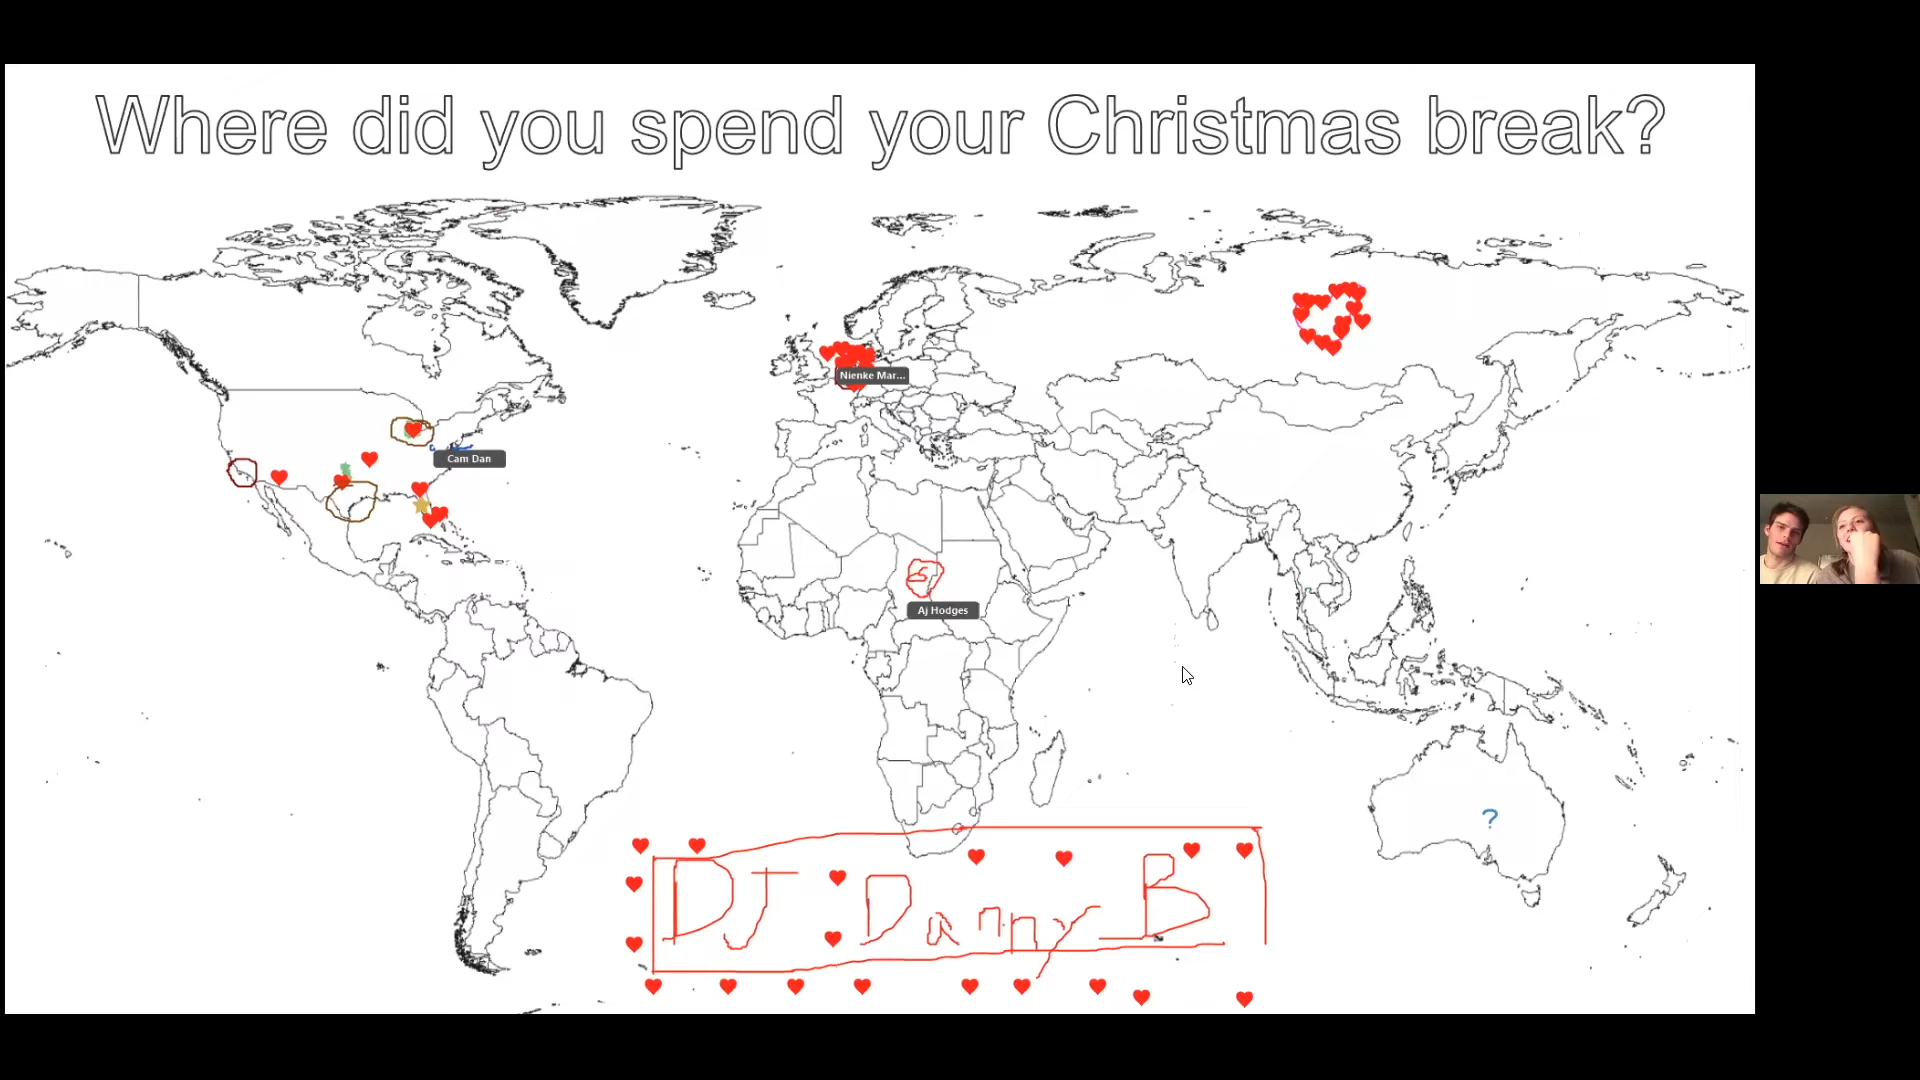 Where did you spend your Christmas break?
Nienke Mar...
Cam Dan
Aj Hodges
?
DJ Danny B